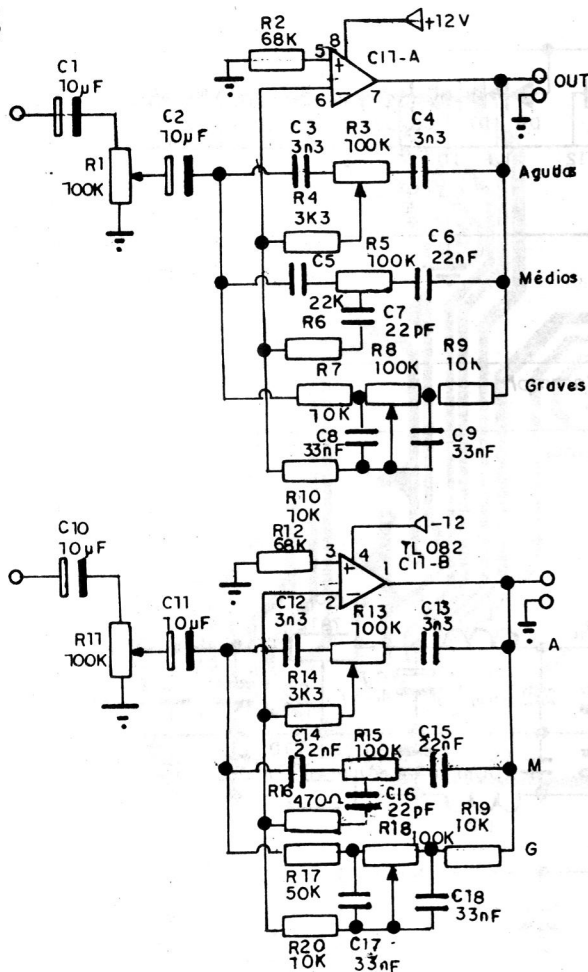 R2
68K
+12V
8
5
CI1-A
C1
10µF
6
7
OUT
C2
10µF
C3
3n3
R3
100K
C4
3n3
R1
100K
Agudos
R4
3K3
R5
100K
C6
22nF
C5
Médios
22K
C7
22pF
R6
R7
R8
100K
R9
10K
Graves
10K
C8
33nF
C9
33nF
R10
10K
C10
10µF
R12
68K
-12
3
4
TL082
1
CI1-B
2
C11
10µF
C12
3n3
R13
100K
C13
3n3
R11
100K
A
R14
3K3
C14
22nF
R15
100K
C15
22nF
M
R16
470Ω
C16
22pF
R18
100K
R19
10K
G
R17
50K
C18
33nF
R20
10K
C17
33nF